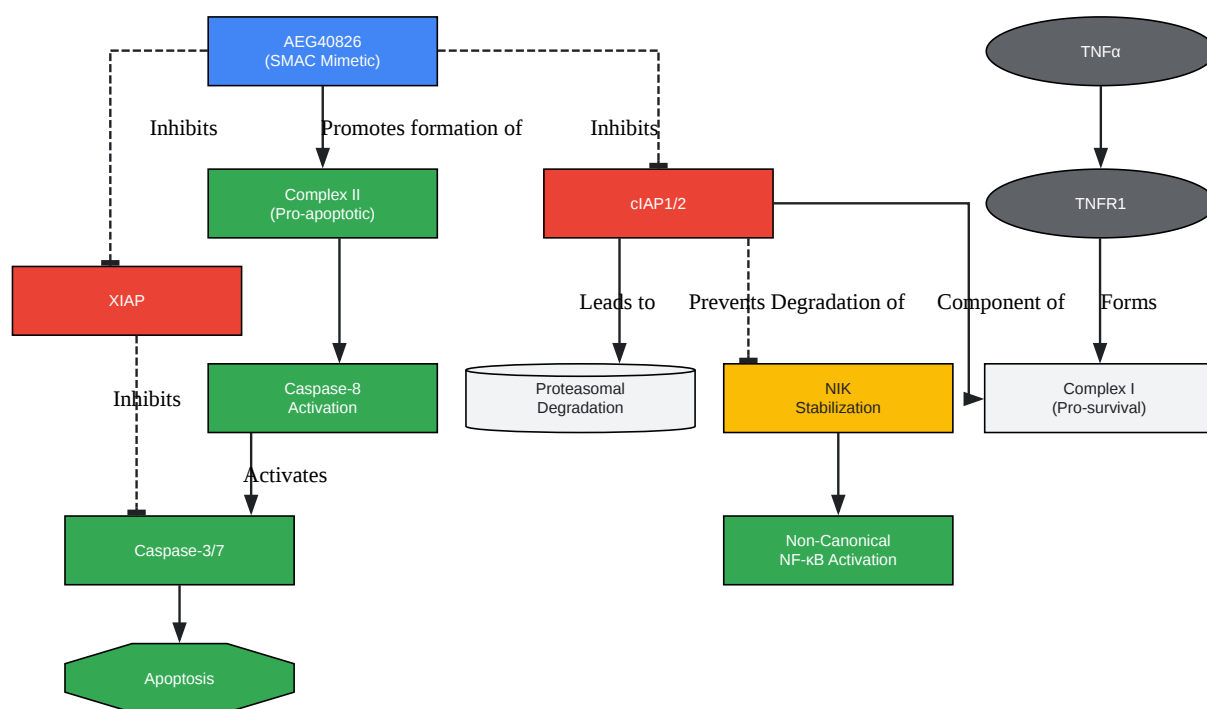 AEG40826
(SMAC Mimetic)
TNFα
Inhibits
Promotes formation of
Inhibits
Complex II
(Pro-apoptotic)
cIAP1/2
TNFR1
XIAP
Leads to
Prevents Degradation of
Component of
Forms
Inhibits
Caspase-8
Activation
Proteasomal
Degradation
NIK
Stabilization
Complex I
(Pro-survival)
Activates
Caspase-3/7
Non-Canonical
NF-κB Activation
Apoptosis